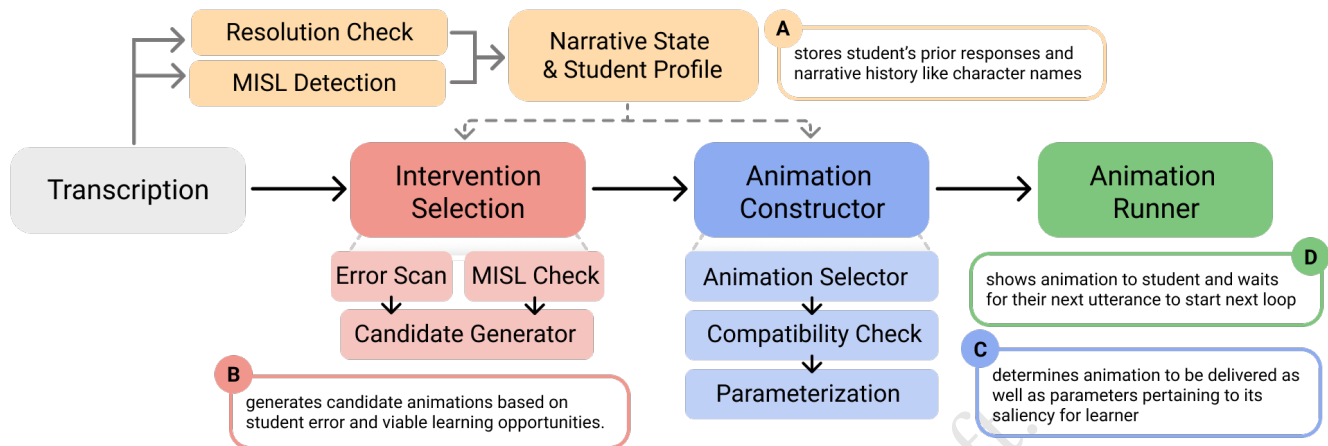 Resolution Check
MISL Detection
Narrative State
& Student Profile
A
stores student's prior responses and
narrative history like character names
Transcription
Intervention
Selection
Animation
Constructor
Animation
Runner
Error Scan
MISL Check
Candidate Generator
Animation Selector
Compatibility Check
Parameterization
B
generates candidate animations based on
student error and viable learning opportunities.
D
shows animation to student and waits
for their next utterance to start next loop
C
determines animation to be delivered as
well as parameters pertaining to its
saliency for learner
ft.